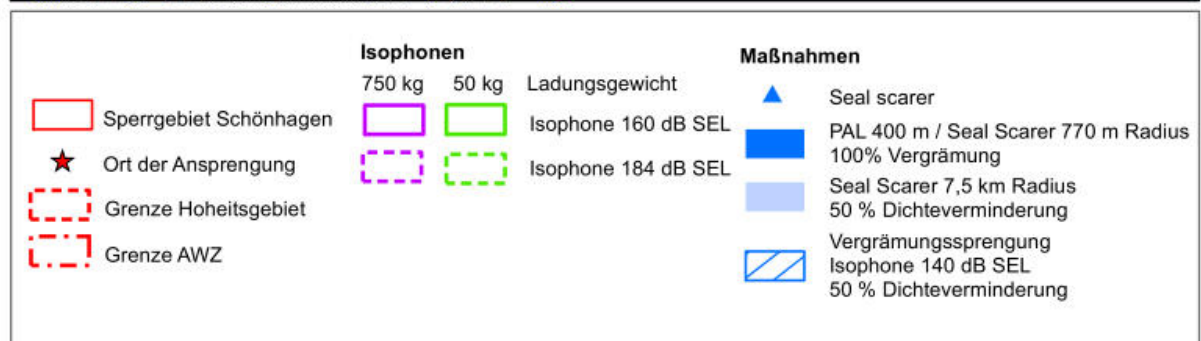 Sperrgebiet Schönhagen
Ort der Ansprengung
Grenze Hoheitsgebiet
Grenze AWZ
Isophonen
750 kg 50 kg Ladungsgewicht
Isophone 160 dB SEL
Isophone 184 dB SEL
Maßnahmen
Seal scarer
PAL 400 m / Seal Scarer 770 m Radius
100% Vergrämung
Seal Scarer 7,5 km Radius
50 % Dichteverminderung
Vergrämungssprengung
Isophone 140 dB SEL
50 % Dichteverminderung